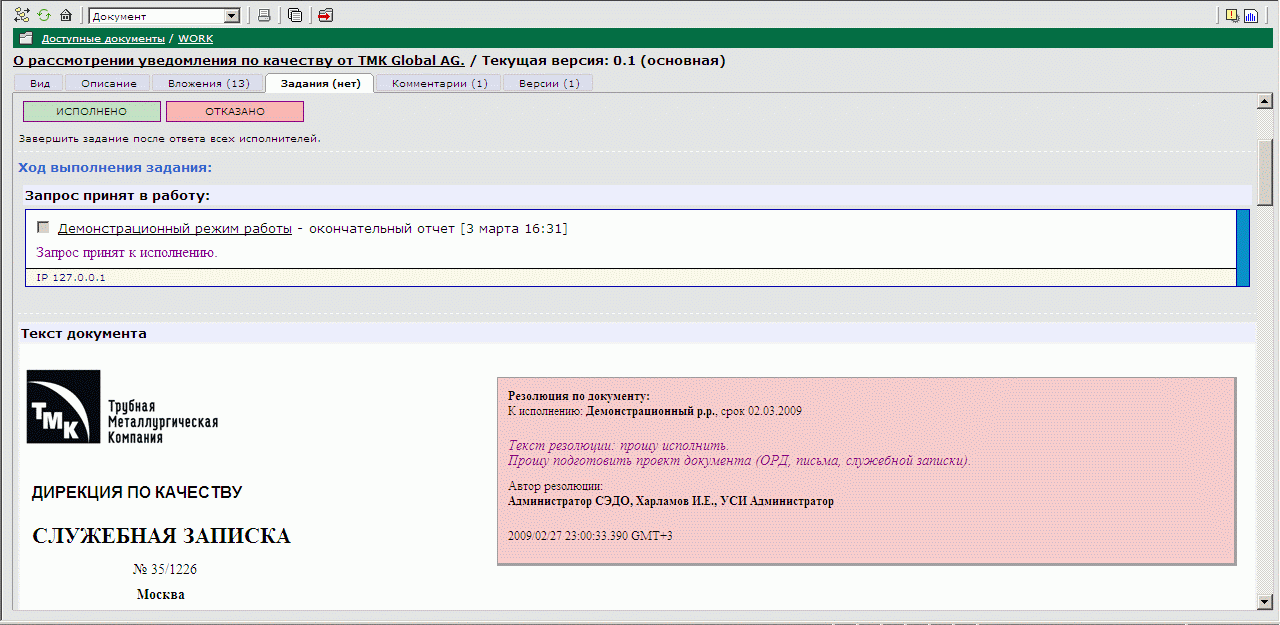 Документ
Доступные документы / WORK
О рассмотрении уведомления по качеству от TMK Global AG. / Текущая версия: 0.1 (основная)
Вид Описание Вложения (13) Задания (нет) Комментарии (1) Версии (1)
ИСПОЛНЕНО ОТКАЗАНО
Завершить задание после ответа всех исполнителей.
Ход выполнения задания:
Запрос принят в работу:
Демонстрационный режим работы - окончательный отчет [3 марта 16:31]
Запрос принят к исполнению.
IP 127.0.0.1
Текст документа
ТМК
Трубная
Металлургическая
Компания
ДИРЕКЦИЯ ПО КАЧЕСТВУ
СЛУЖЕБНАЯ ЗАПИСКА
№ 35/1226
Москва
Резолюция по документу:
К исполнению: Демонстрационный р.р., срок 02.03.2009
Текст резолюции: прошу исполнить.
Прошу подготовить проект документа (ОРД, письма, служебной записки).
Автор резолюции:
Администратор СЭДО, Харламов И.Е., УСИ Администратор
2009/02/27 23:00:33.390 GMT+3